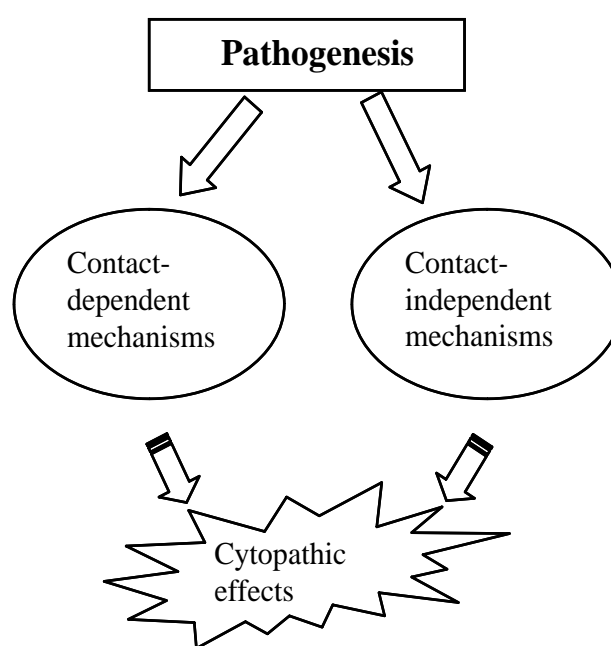 Pathogenesis
Contact-
dependent
mechanisms
Contact-
independent
mechanisms
Cytopathic
effects